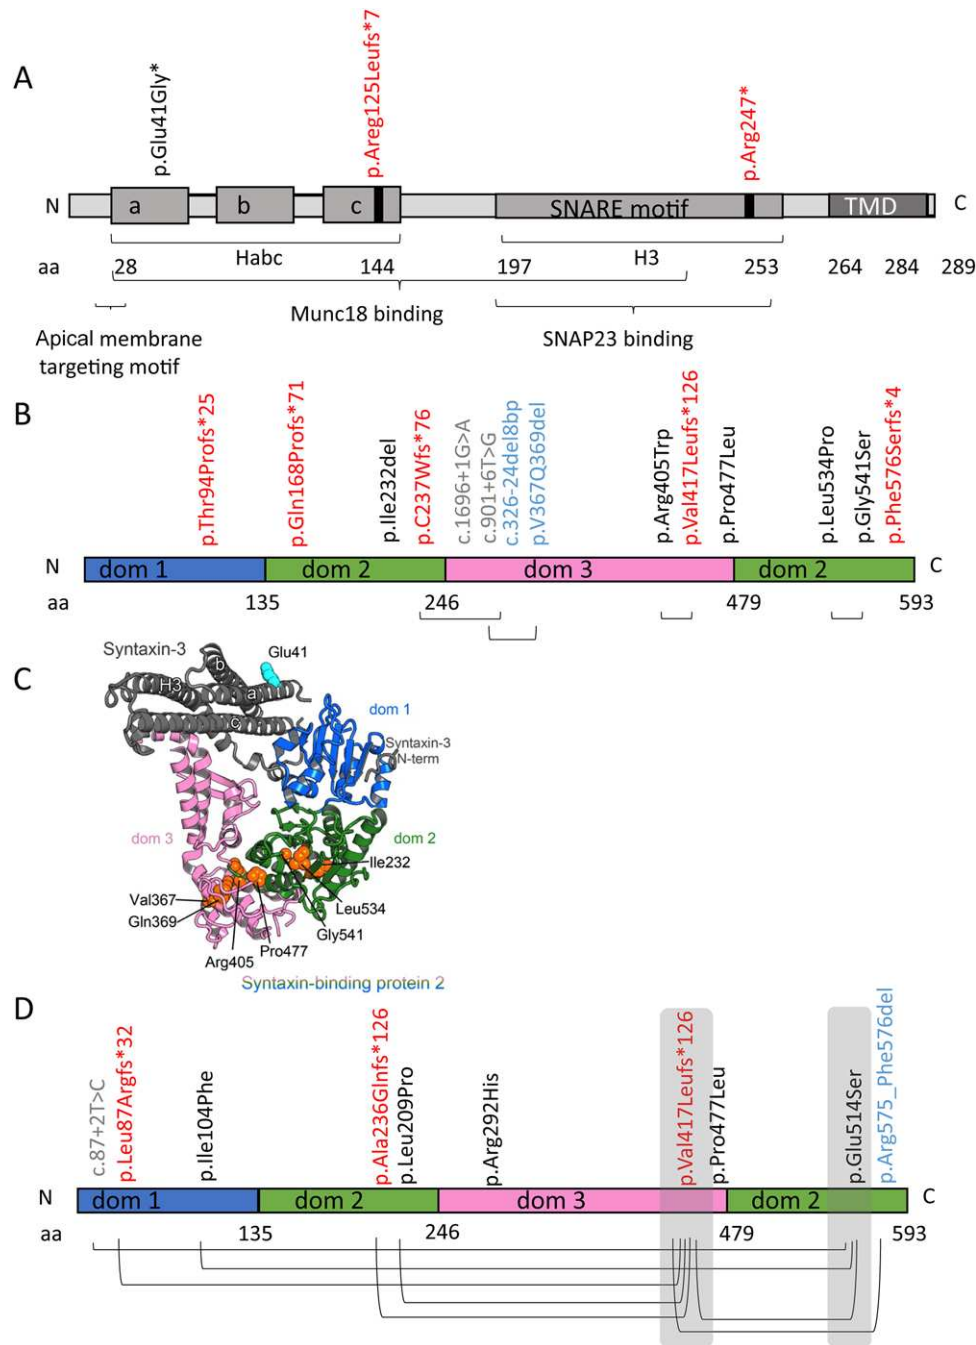 A
p.Glu41Gly*
p.Areg125Leufs*7
p.Arg247*
N
a
b
c
SNARE motif
TMD
C
Habc
H3
aa
28
144
197
253
264
284
289
Munc18 binding
SNAP23 binding
Apical membrane
targeting motif
B
p.Thr94Profs*25
p.Gln168Profs*71
p.Ile232del
p.C237Wfs*76
c.1696+1G>A
c.901+6T>G
c.326-24del8bp
p.V367Q369del
p.Arg405Trp
p.Val417Leufs*126
p.Pro477Leu
p.Leu534Pro
p.Gly541Ser
p.Phe576Serfs*4
N
dom 1
dom 2
dom 3
dom 2
C
aa
135
246
479
593
C
Syntaxin-3
Glu41
b
H3
a
c
dom 1
Syntaxin-3
N-term
dom 3
dom 2
Ile232
Val367
Leu534
Gln369
Gly541
Pro477
Arg405
Syntaxin-binding protein 2
D
c.87+2T>C
p.Leu87Argfs*32
p.Ile104Phe
p.Ala236Glnfs*126
p.Leu209Pro
p.Arg292His
p.Val417Leufs*126
p.Pro477Leu
p.Glu514Ser
p.Arg575_Phe576del
N
dom 1
dom 2
dom 3
dom 2
C
aa
135
246
479
593